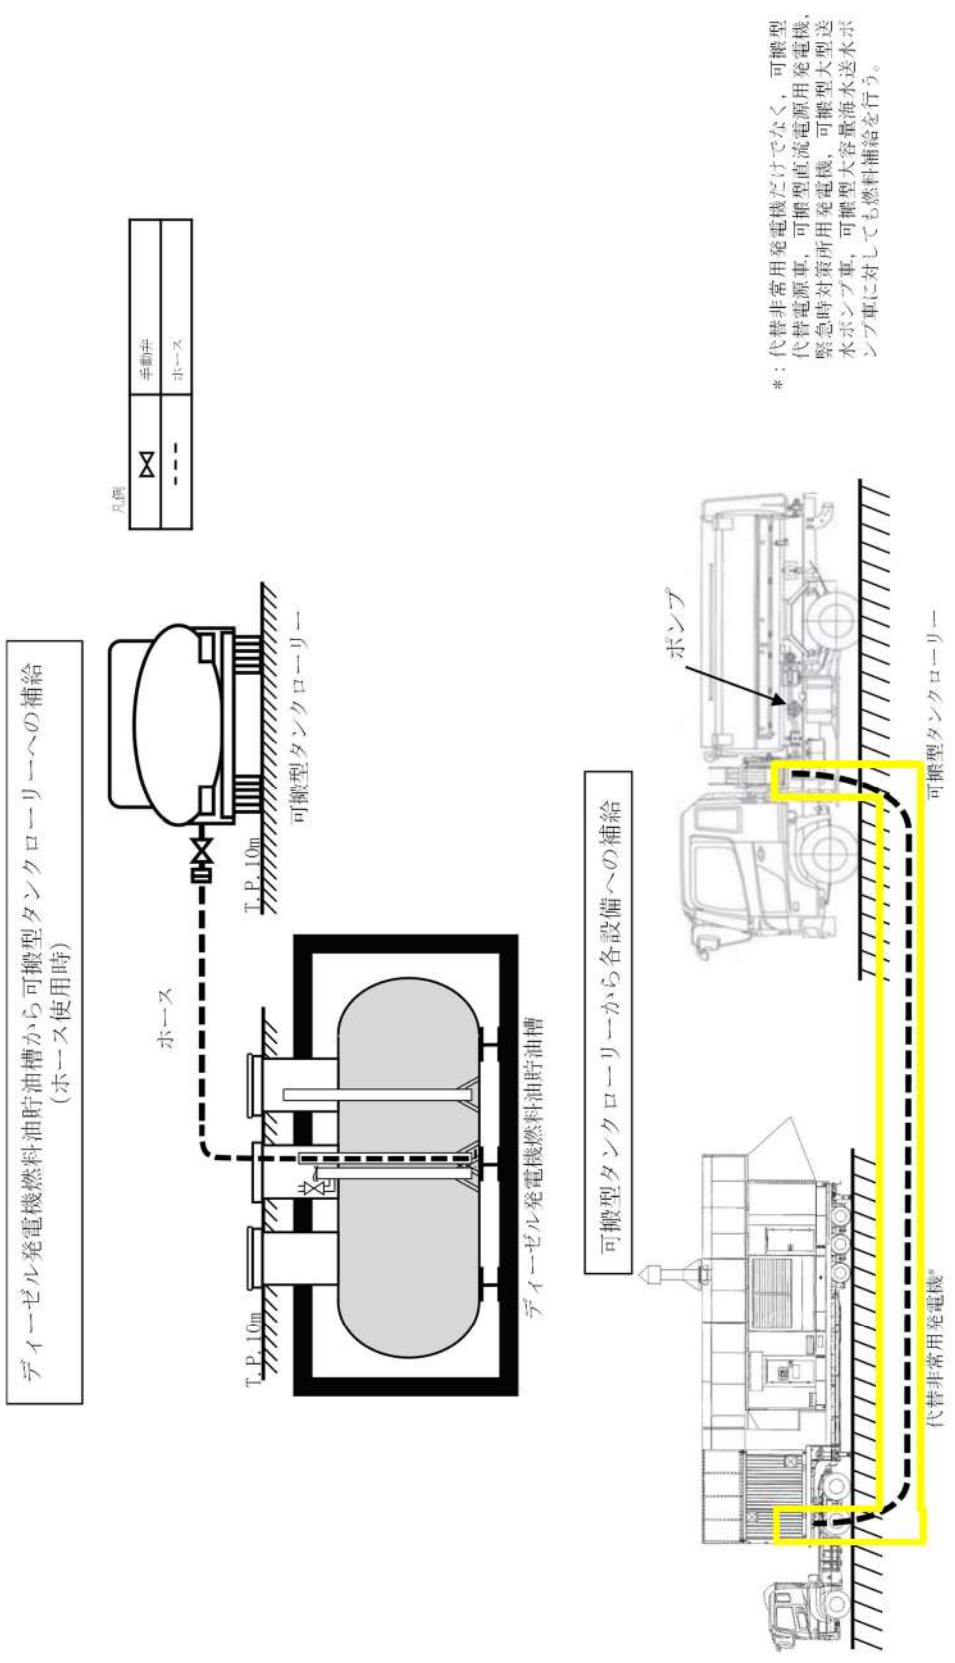 ディーゼル発電機燃料油貯油槽から可搬型タンクローリーへの補給
(ホース使用時)
凡例
手動弁
ホース
ホース
T.P.10m
T.P.10m
可搬型タンクローリー
ディーゼル発電機燃料油貯油槽
可搬型タンクローリーから各設備への補給
ポンプ
代替非常用発電機*
可搬型タンクローリー
*:代替非常用発電機だけでなく,可搬型
代替電源車,可搬型直流電源用発電機,
緊急時対策所用発電機,可搬型大型送
水ポンプ車,可搬型大容量海水送水ポ
ンプ車に対しても燃料補給を行う。